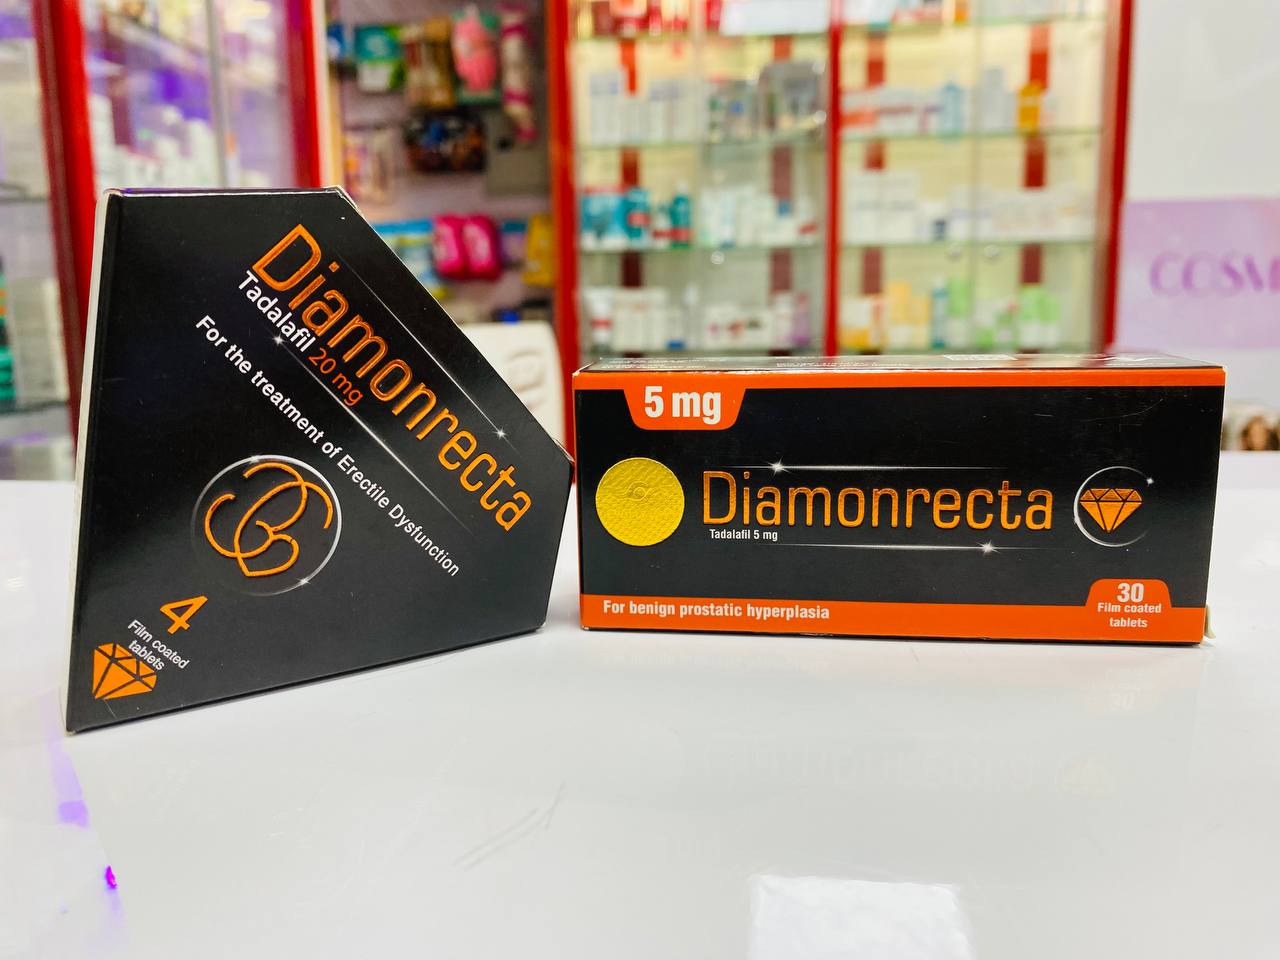 Diamonrecta
Tadalafil 20 mg
For the treatment of Erectile Dysfunction
4
Film coated
tablets
5 mg
Diamonrecta
Tadalafil 5 mg
For benign prostatic hyperplasia
30
Film coated
tablets